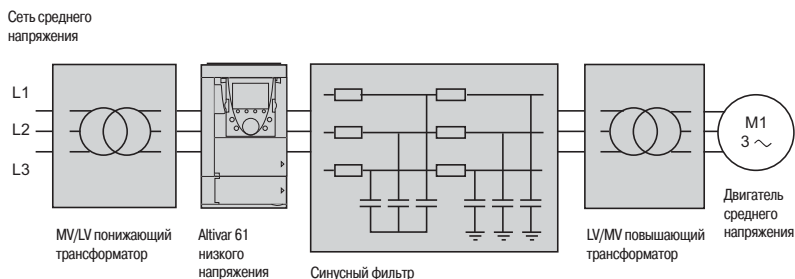 Сеть среднего
напряжения
L1
L2
L3
M1
3 ~
MV/LV понижающий
трансформатор
Altivar 61
низкого
напряжения
Синусный фильтр
LV/MV повышающий
трансформатор
Двигатель
среднего
напряжения